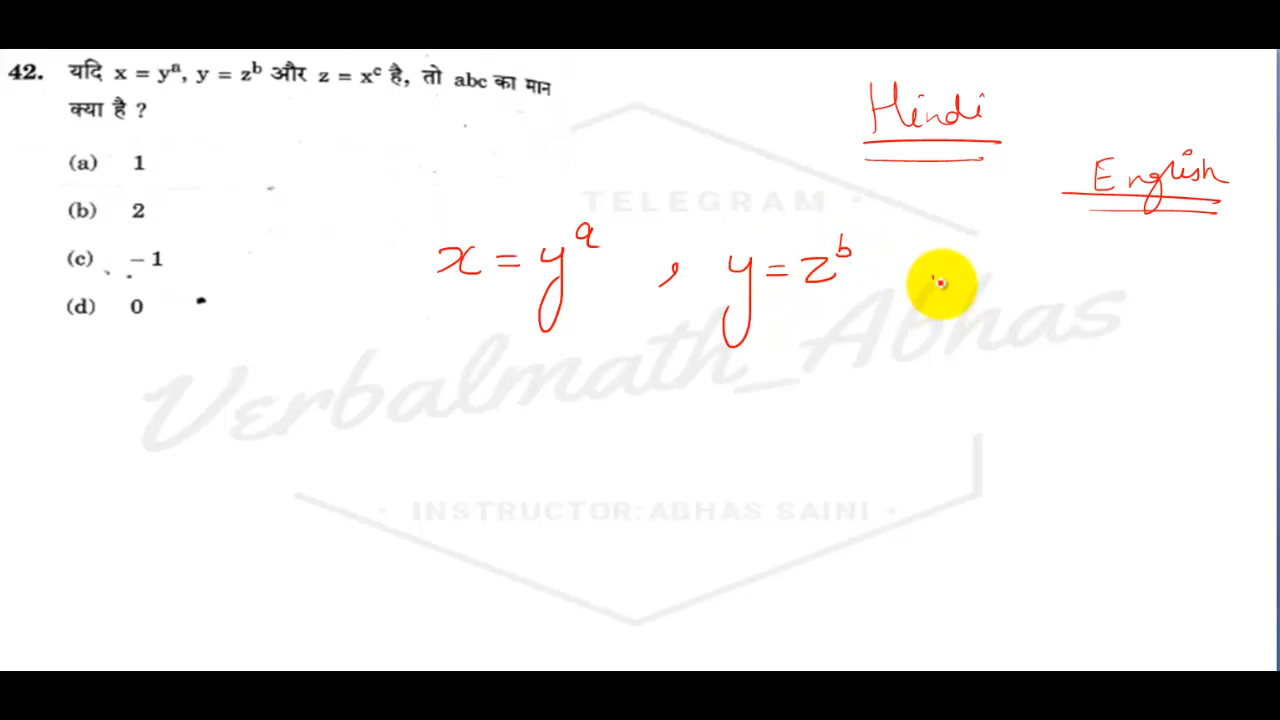 42. यदि x = yᵃ, y = zᵇ और z = xᶜ है, तो abc का मान
क्या है ?
(a) 1
(b) 2
(c) – 1
(d) 0
Hindi
English
x = yᵃ , y = zᵇ
TELEGRAM
Verbalmath_Abhas
INSTRUCTOR:ABHAS SAINI